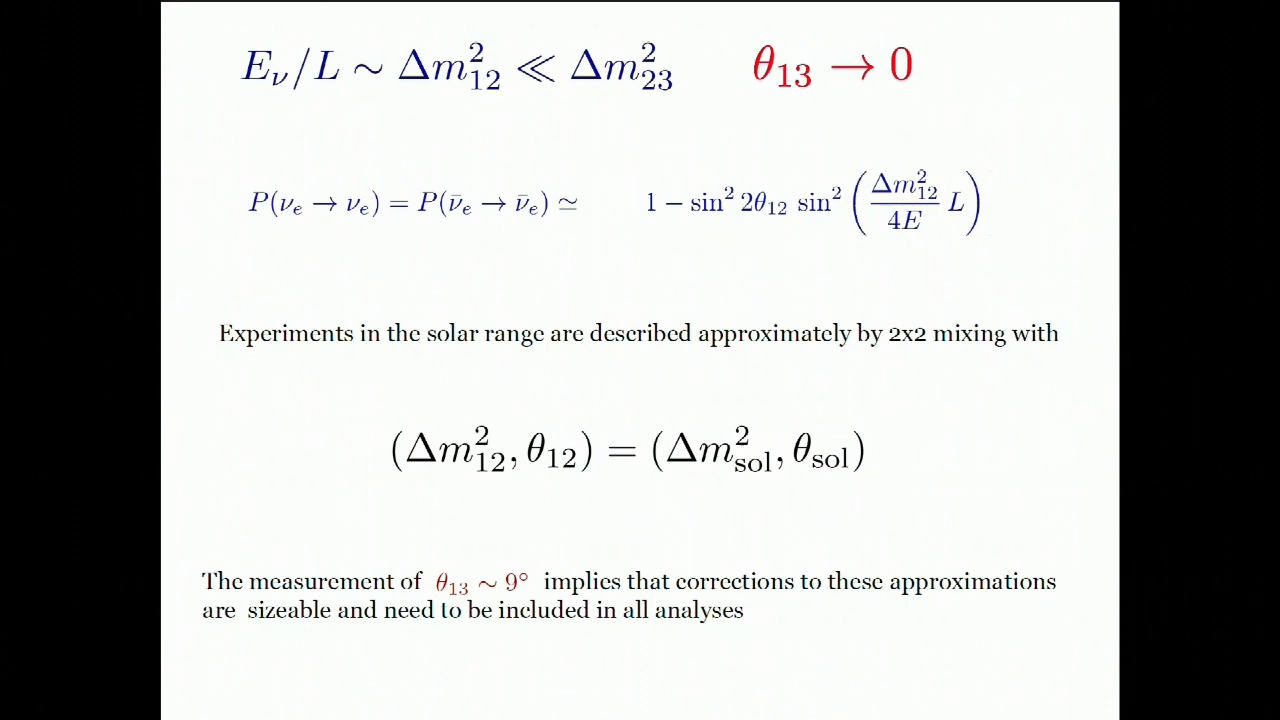 E_ν/L ∼ Δm²₁₂ ≪ Δm²₂₃ θ₁₃ → 0
P(ν_e → ν_e) = P(ν̄_e → ν̄_e) ≃ 1 − sin² 2θ₁₂ sin² (Δm²₁₂/4E L)
Experiments in the solar range are described approximately by 2x2 mixing with
(Δm²₁₂, θ₁₂) = (Δm²_sol, θ_sol)
The measurement of θ₁₃ ∼ 9° implies that corrections to these approximations
are sizeable and need to be included in all analyses